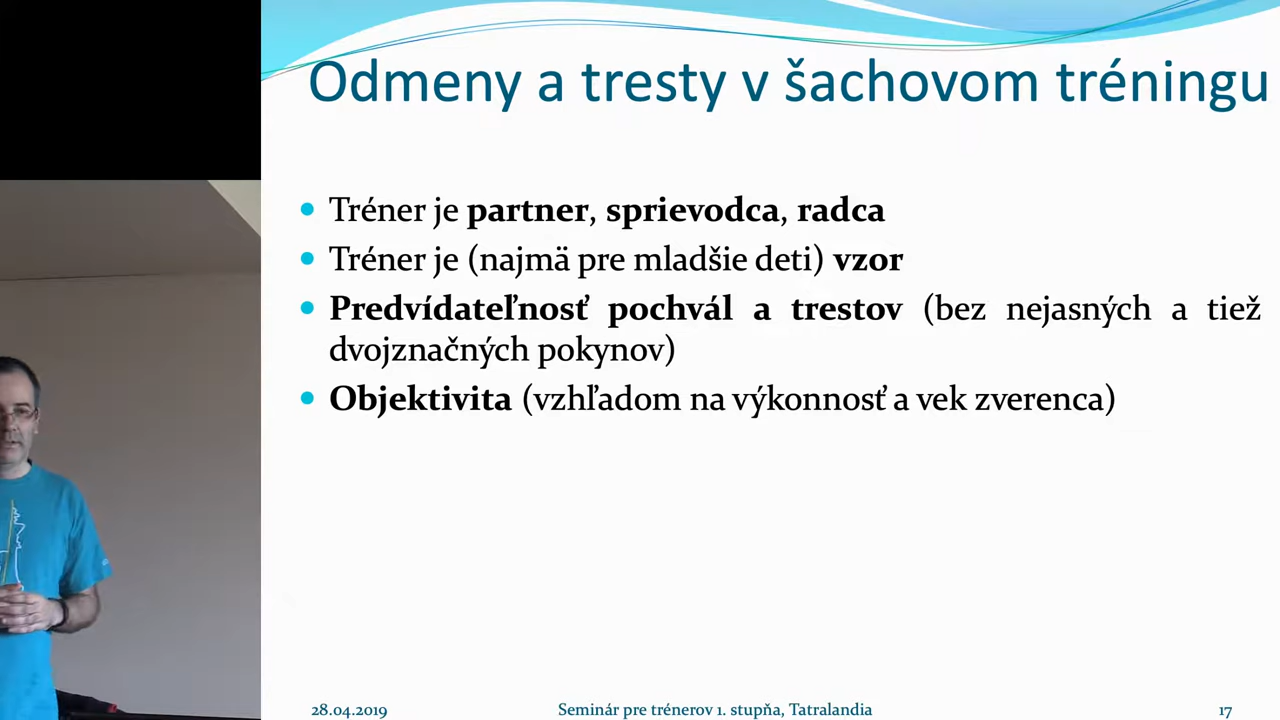 Odmeny a tresty v šachovom tréningu
• Tréner je partner, sprievodca, radca
• Tréner je (najmä pre mladšie deti) vzor
• Predvídateľnosť pochvál a trestov (bez nejasných a tiež
dvojznačných pokynov)
• Objektivita (vzhľadom na výkonnosť a vek zverenca)
28.04.2019 Seminár pre trénerov 1. stupňa, Tatralandia 17